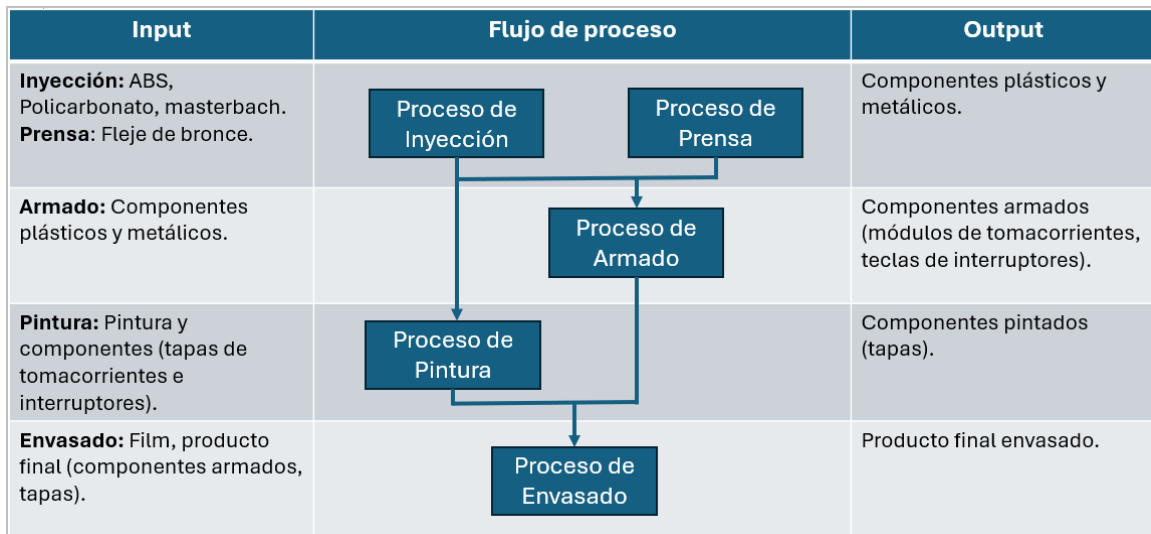 Input
Flujo de proceso
Output
Inyección: ABS,
Policarbonato, masterbach.
Prensa: Fleje de bronce.
Proceso de
Inyección
Proceso de
Prensa
Componentes plásticos y
metálicos.
Armado: Componentes
plásticos y metálicos.
Proceso de
Armado
Componentes armados
(módulos de tomacorrientes,
teclas de interruptores).
Pintura: Pintura y
componentes (tapas de
tomacorrientes e
interruptores).
Proceso de
Pintura
Componentes pintados
(tapas).
Envasado: Film, producto
final (componentes armados,
tapas).
Proceso de
Envasado
Producto final envasado.